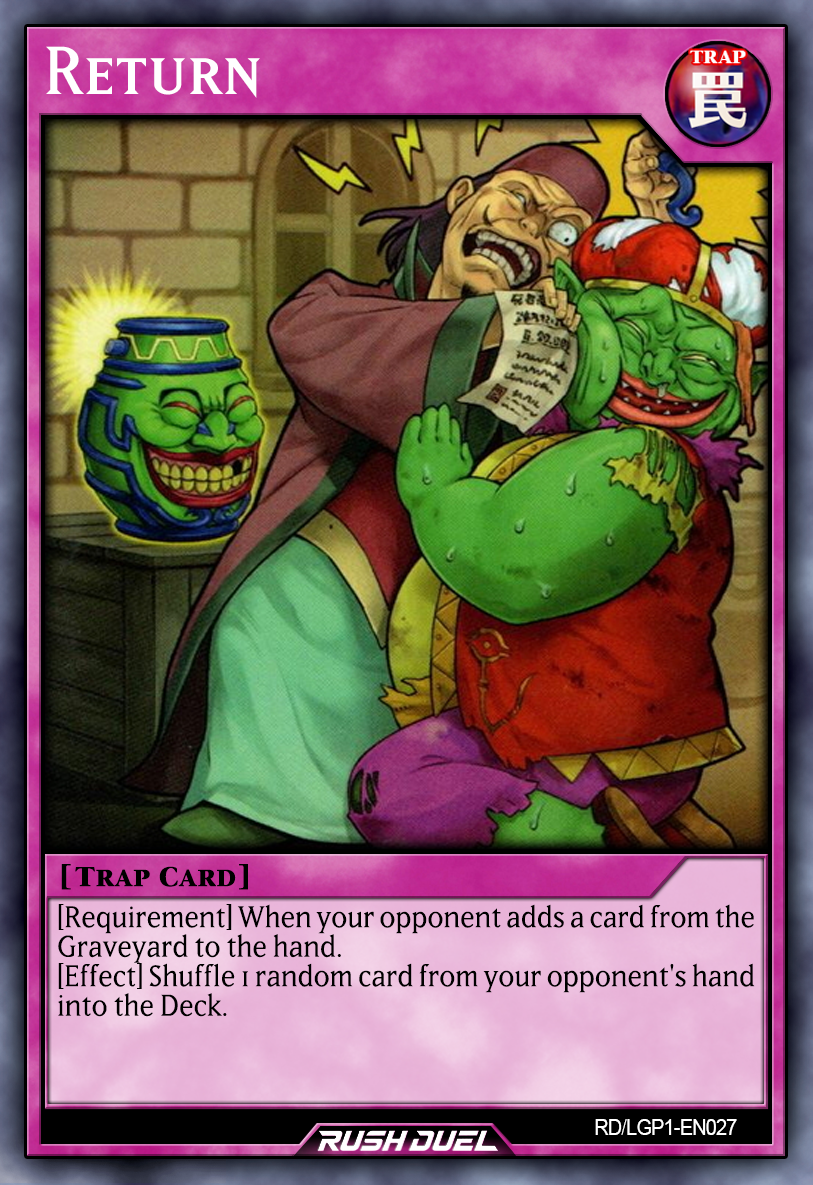 Return
TRAP
罠
[Trap Card]
[Requirement] When your opponent adds a card from the
Graveyard to the hand.
[Effect] Shuffle 1 random card from your opponent's hand
into the Deck.
RD/LGP1-EN027
RUSH DUEL